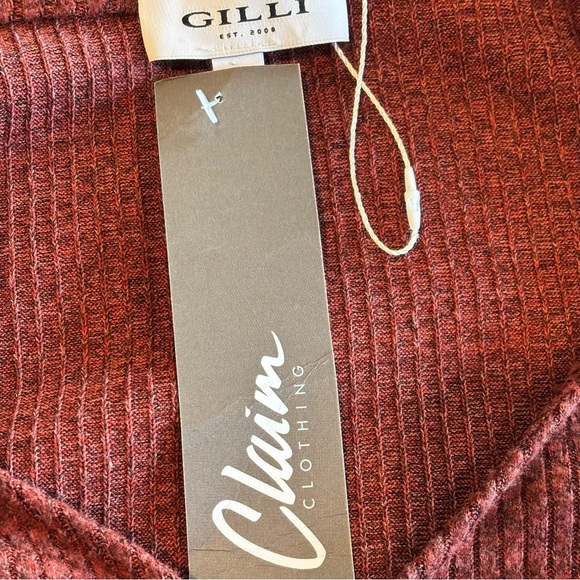 GILLI
EST. 2008
Claim
CLOTHING